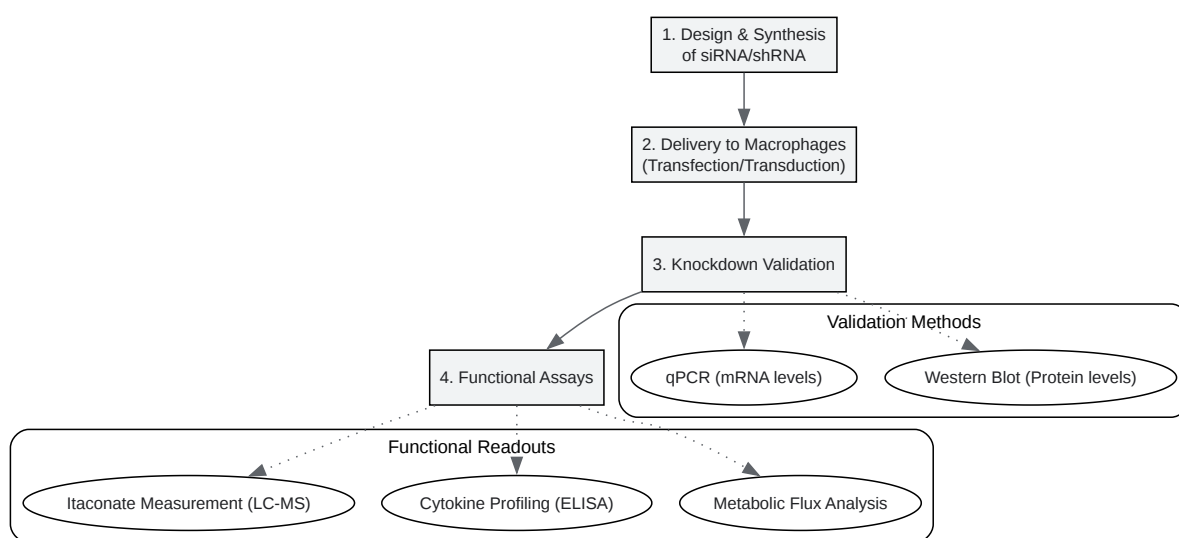 1. Design & Synthesis
of siRNA/shRNA
2. Delivery to Macrophages
(Transfection/Transduction)
3. Knockdown Validation
Validation Methods
qPCR (mRNA levels)
Western Blot (Protein levels)
4. Functional Assays
Functional Readouts
Itaconate Measurement (LC-MS)
Cytokine Profiling (ELISA)
Metabolic Flux Analysis